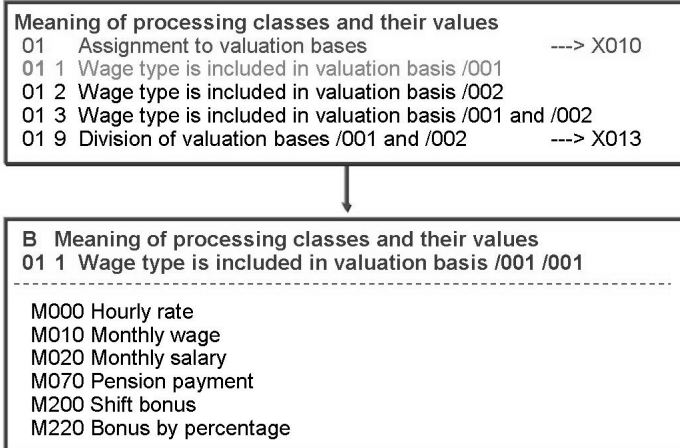 Meaning of processing classes and their values
01 Assignment to valuation bases ---> X010
01 1 Wage type is included in valuation basis /001
01 2 Wage type is included in valuation basis /002
01 3 Wage type is included in valuation basis /001 and /002
01 9 Division of valuation bases /001 and /002 ---> X013
B Meaning of processing classes and their values
01 1 Wage type is included in valuation basis /001 /001
M000 Hourly rate
M010 Monthly wage
M020 Monthly salary
M070 Pension payment
M200 Shift bonus
M220 Bonus by percentage